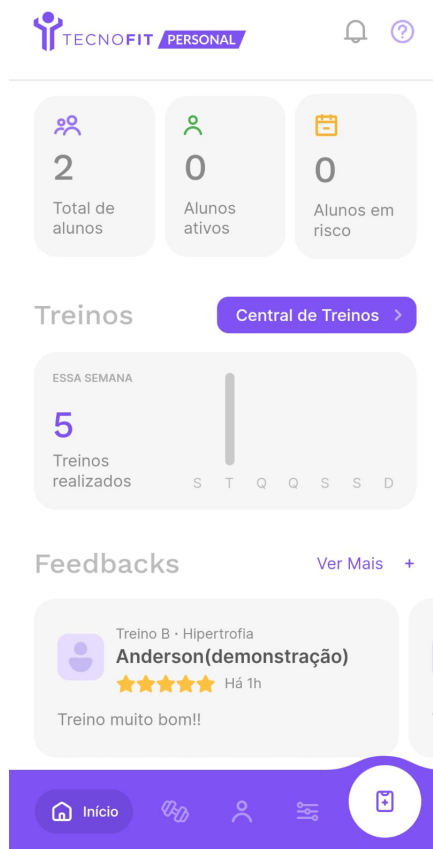 TECNOFIT PERSONAL
2
Total de
alunos
0
Alunos
ativos
0
Alunos em
risco
Treinos
Central de Treinos
ESSA SEMANA
5
Treinos
realizados
S T Q Q S S D
Feedbacks
Ver Mais +
Treino B · Hipertrofia
Anderson(demonstração)
Há 1h
Treino muito bom!!
Início